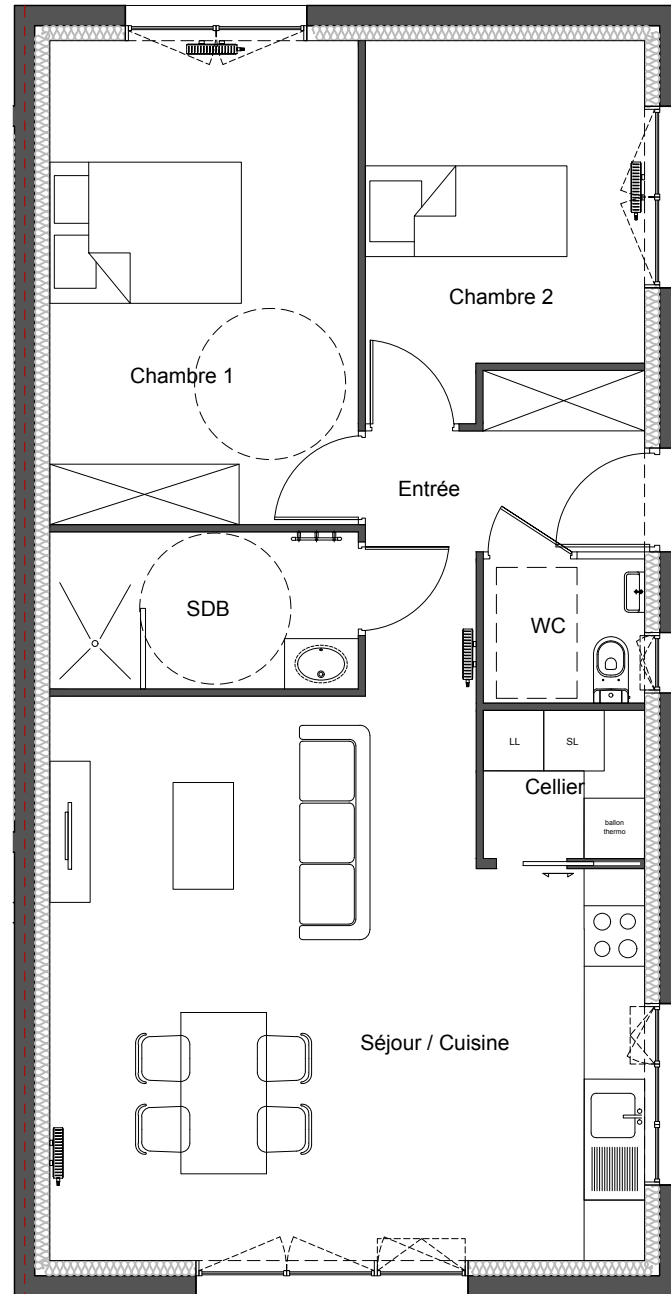 Chambre 2
Chambre 1
Entrée
SDB
WC
LL
SL
Cellier
ballon
thermo
Séjour / Cuisine